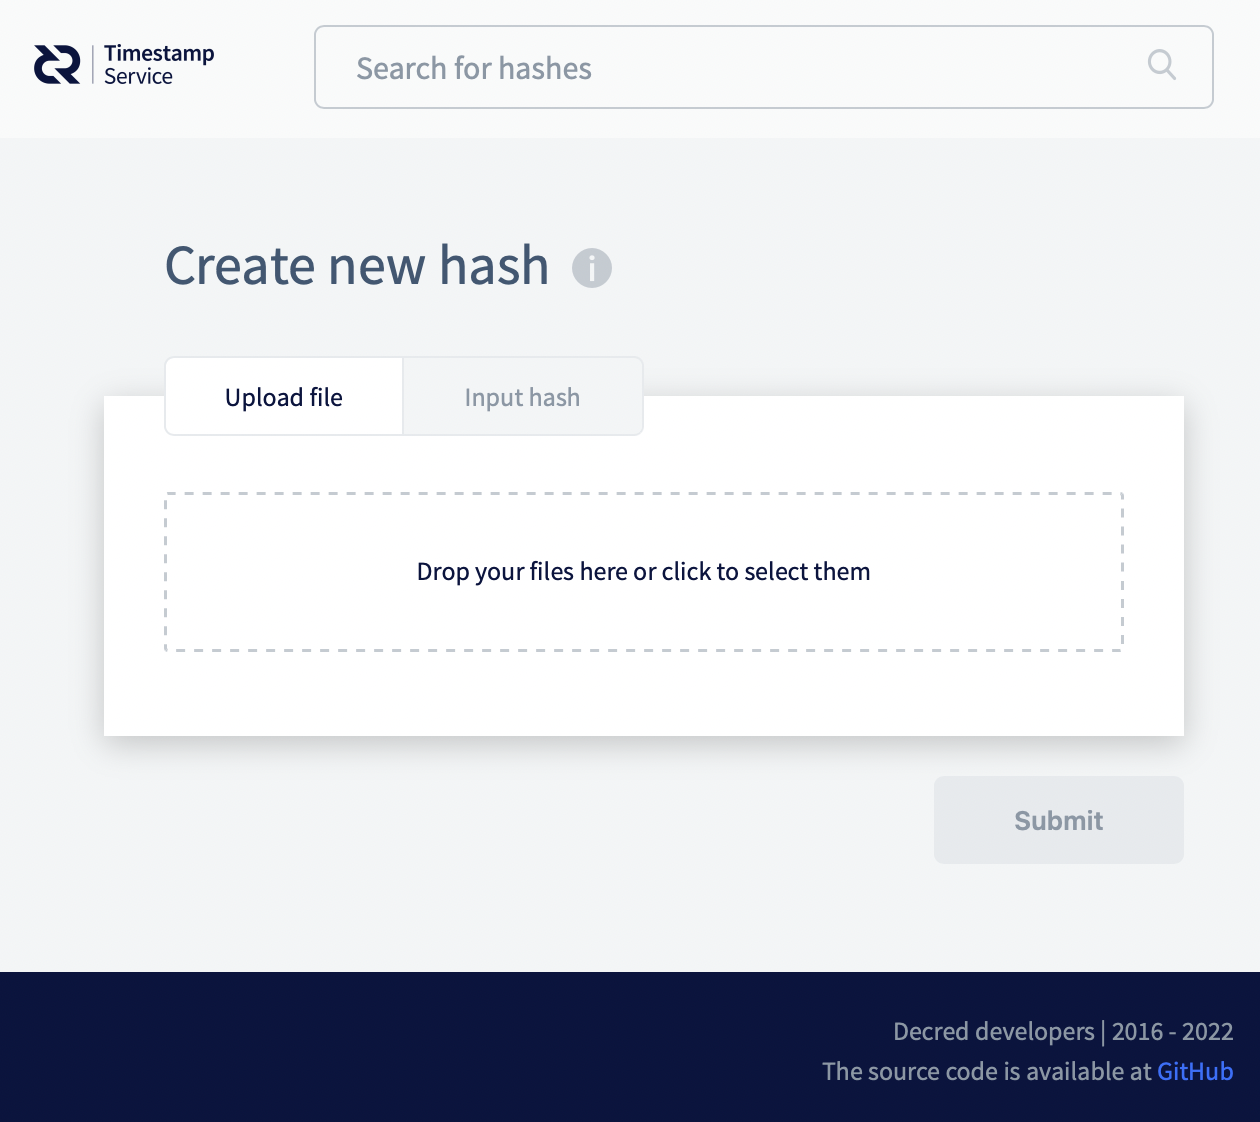 Timestamp
Service
Search for hashes
Create new hash
Upload file
Input hash
Drop your files here or click to select them
Submit
Decred developers | 2016 - 2022
The source code is available at GitHub